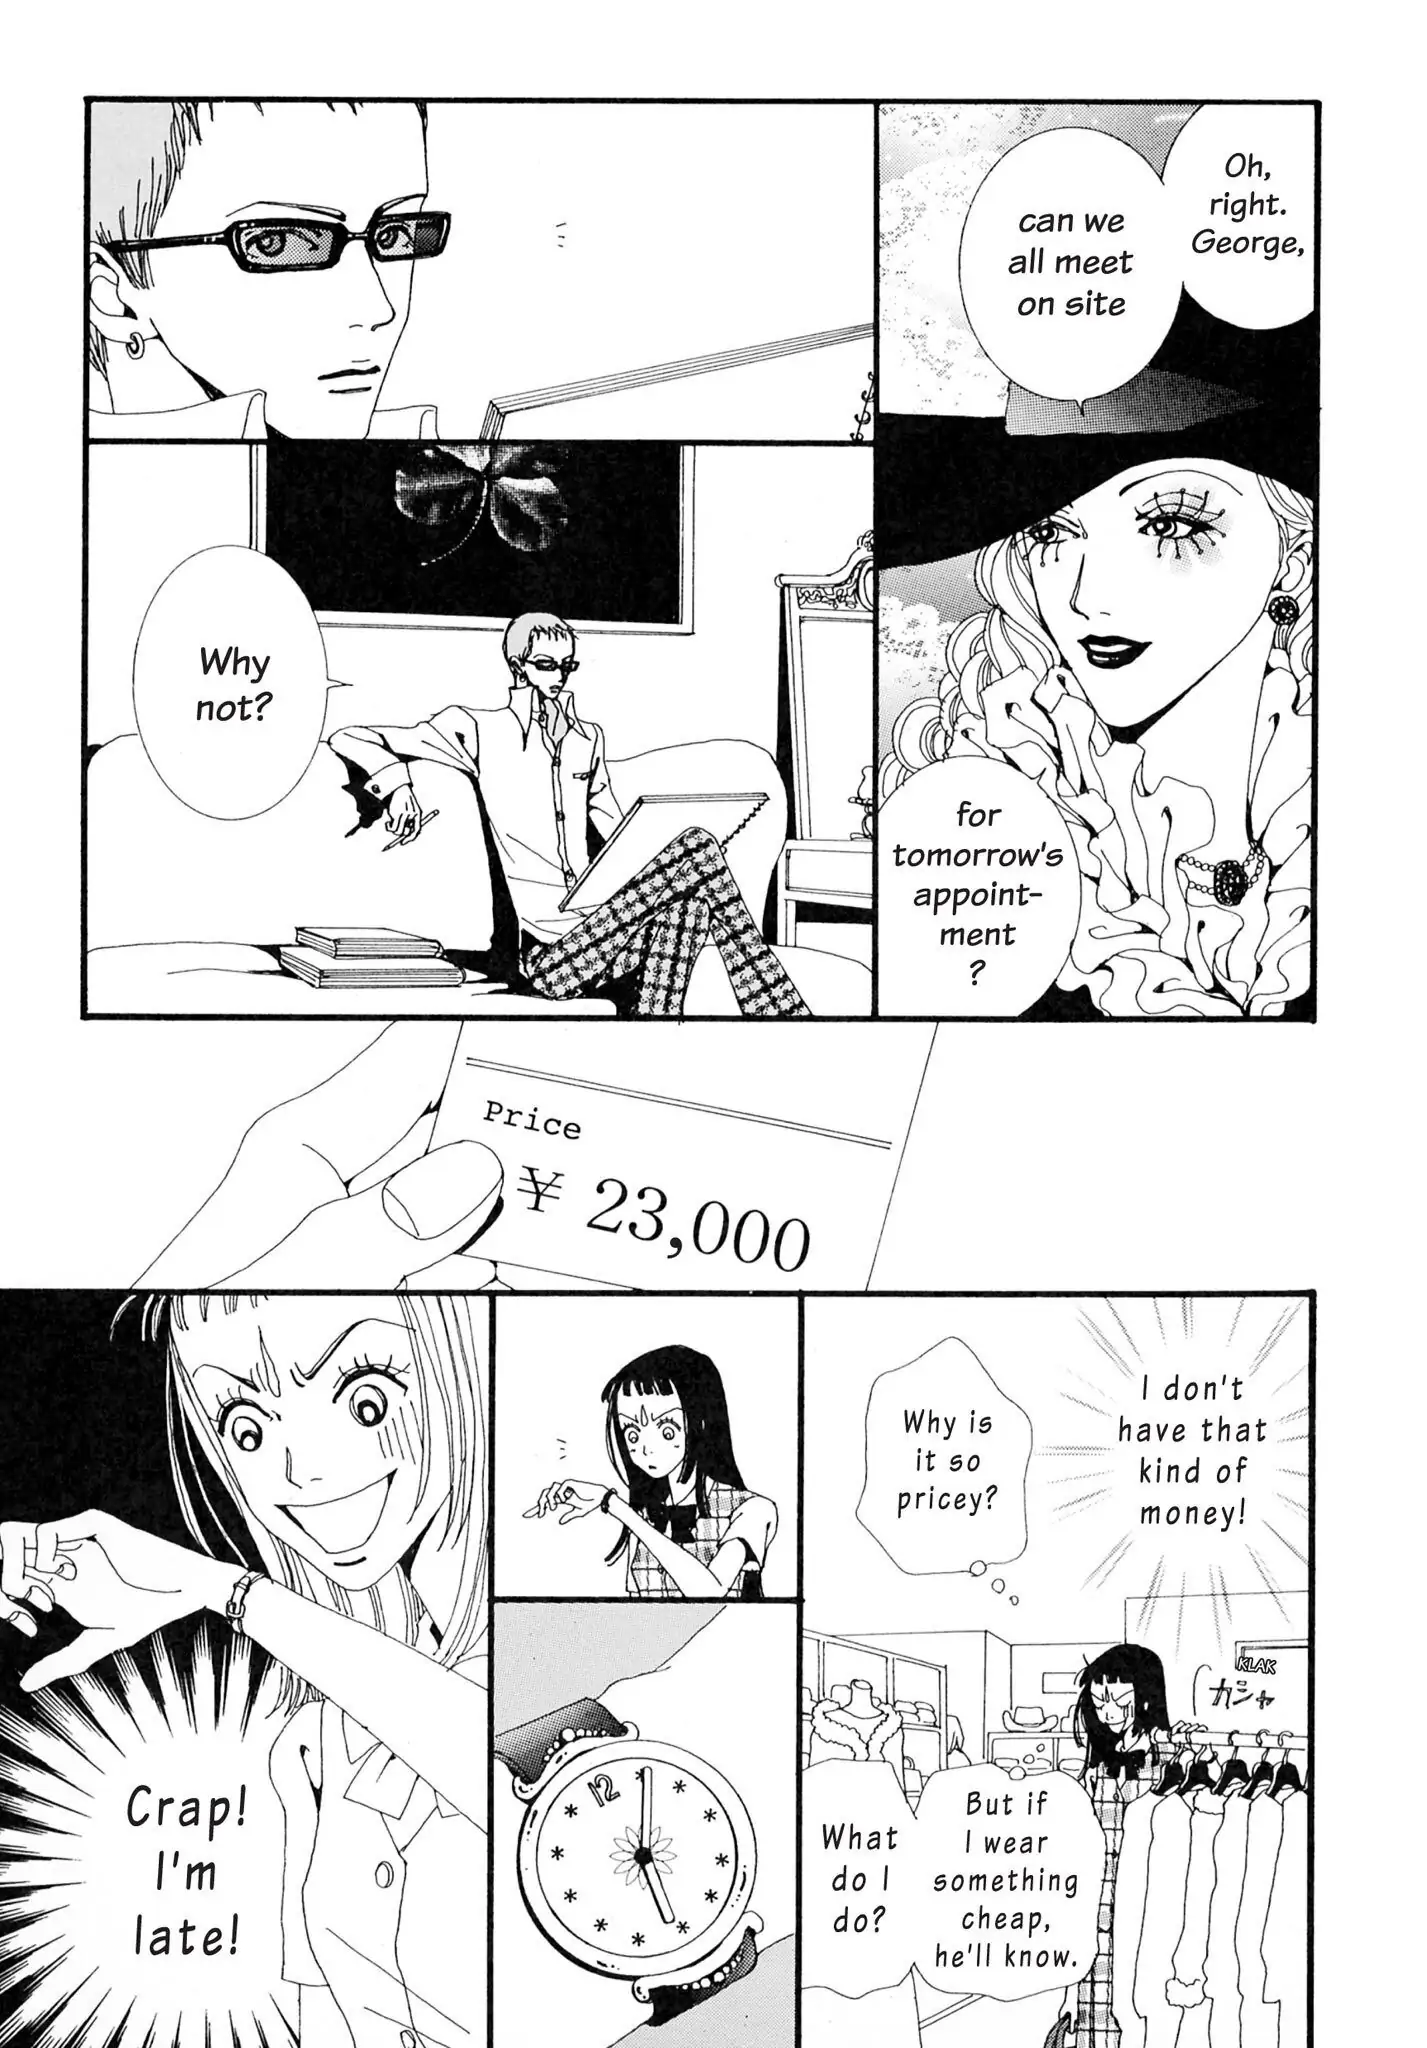 Oh,
right.
George,
can we
all meet
on site
for
tomorrow's
appoint-
ment
?
Why
not?
Price
¥ 23,000
I don't
have that
kind of
money!
Why is
it so
pricey?
KLAK
カシャ
But if
I wear
something
cheap,
he'll know.
What
do I
do?
12
Crap!
I'm
late!